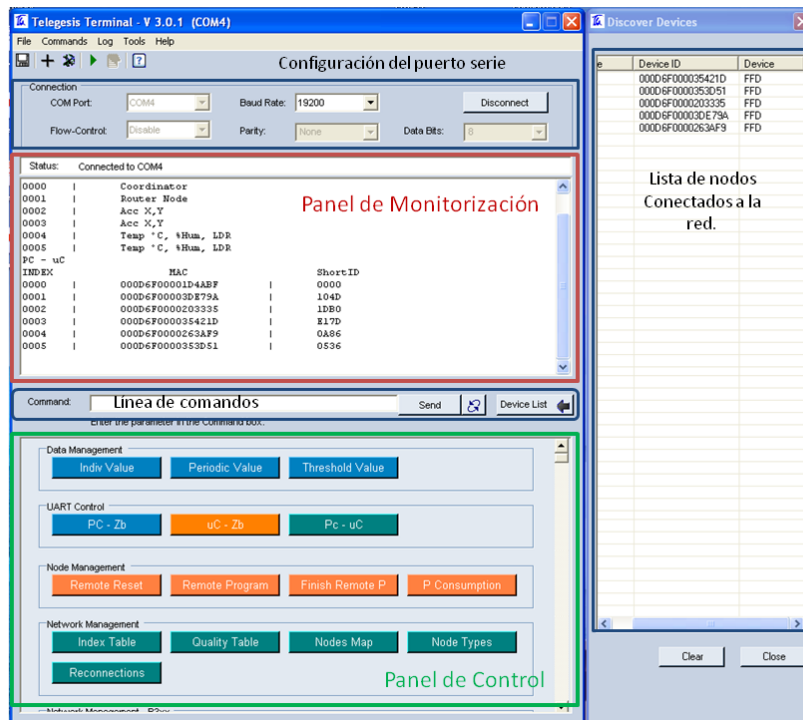 Telegesis Terminal - V 3.0.1 (COM4)
File Commands Log Tools Help
Configuración del puerto serie
Connection
COM Port: COM4 Baud Rate: 19200 Disconnect
Flow-Control: Disable Parity: None Data Bits: 8
Status: Connected to COM4
0000 | Coordinator
0001 | Router Node
0002 | Acc X,Y
0003 | Acc X,Y
0004 | Temp °C, %Hum, LDR
0005 | Temp °C, %Hum, LDR
PC - uC
INDEX MAC ShortID
0000 | 000D6F00001D4ABF | 0000
0001 | 000D6F00003DE79A | 104D
0002 | 000D6F0000203335 | 1DB0
0003 | 000D6F000035421D | E17D
0004 | 000D6F0000263AF9 | 0A86
0005 | 000D6F0000353D51 | 0536
Panel de Monitorización
Command: Línea de comandos Send Device List
Enter the parameter in the Command box.
Data Management
Indiv Value Periodic Value Threshold Value
UART Control
PC - Zb uC - Zb Pc - uC
Node Management
Remote Reset Remote Program Finish Remote P P Consumption
Network Management
Index Table Quality Table Nodes Map Node Types
Reconnections
Panel de Control
Network Management - R3xx
Discover Devices
e Device ID Device
000D6F000035421D FFD
000D6F0000353D51 FFD
000D6F0000203335 FFD
000D6F00003DE79A FFD
000D6F0000263AF9 FFD
Lista de nodos
Conectados a la
red.
Clear Close